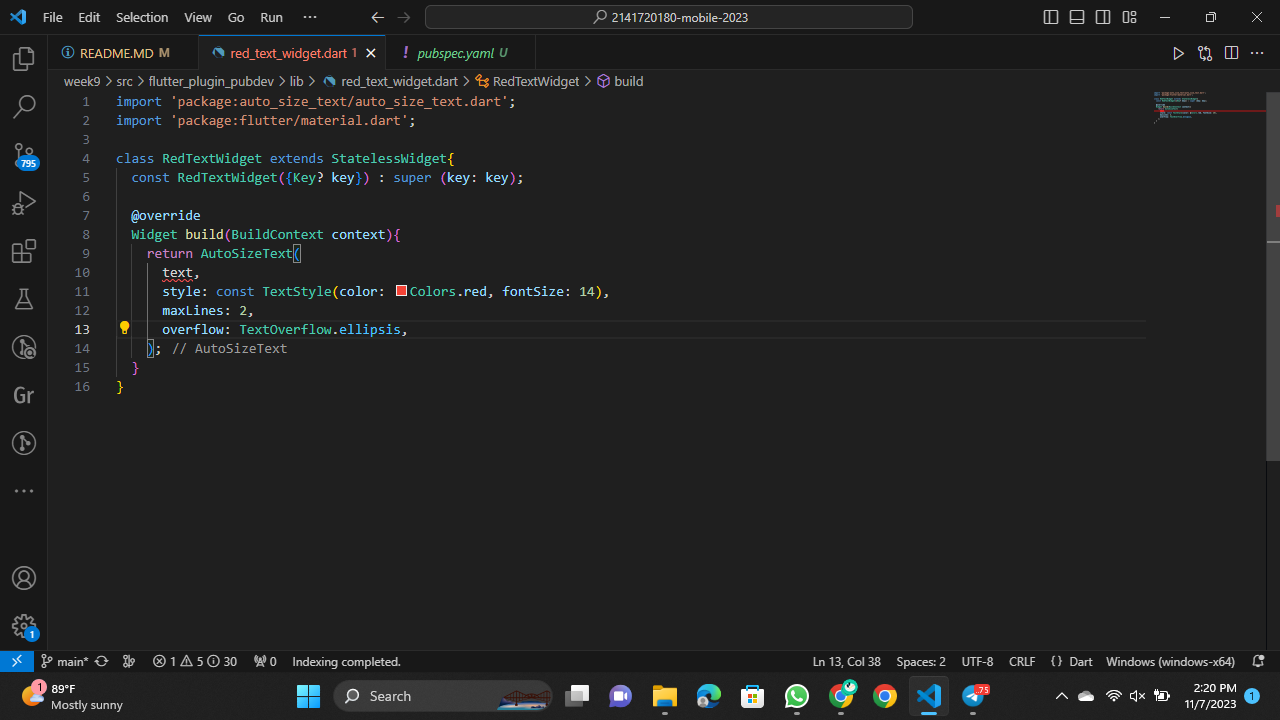 File Edit Selection View Go Run ··· 2141720180-mobile-2023
README.MD M red_text_widget.dart 1 ! pubspec.yaml U
week9 > src > flutter_plugin_pubdev > lib > red_text_widget.dart > RedTextWidget > build
1 import 'package:auto_size_text/auto_size_text.dart';
2 import 'package:flutter/material.dart';
3
4 class RedTextWidget extends StatelessWidget{
5 const RedTextWidget({Key? key}) : super (key: key);
6
7 @override
8 Widget build(BuildContext context){
9 return AutoSizeText(
10 text,
11 style: const TextStyle(color: Colors.red, fontSize: 14),
12 maxLines: 2,
13 overflow: TextOverflow.ellipsis,
14 ); // AutoSizeText
15 }
16 }
795
Gr
1
main* 1 5 30 0 Indexing completed. Ln 13, Col 38 Spaces: 2 UTF-8 CRLF {} Dart Windows (windows-x64)
1 89°F
Mostly sunny
Search
.75
2:20 PM
11/7/2023
1